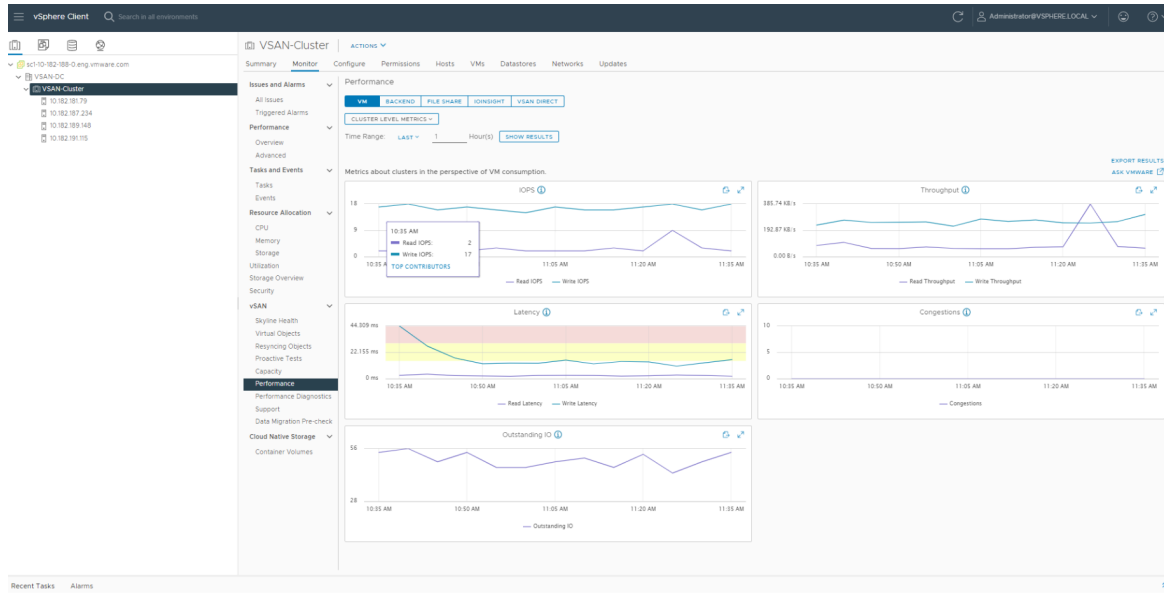 vSphere Client
Search in all environments
Administrator@VSPHERE.LOCAL
sc1-10-182-188-0.eng.vmware.com
VSAN-DC
VSAN-Cluster
10.182.181.79
10.182.187.234
10.182.189.148
10.182.191.115
VSAN-Cluster
ACTIONS
Summary Monitor Configure Permissions Hosts VMs Datastores Networks Updates
Issues and Alarms
All Issues
Triggered Alarms
Performance
Overview
Advanced
Tasks and Events
Tasks
Events
Resource Allocation
CPU
Memory
Storage
Utilization
Storage Overview
Security
vSAN
Skyline Health
Virtual Objects
Resyncing Objects
Proactive Tests
Capacity
Performance
Performance Diagnostics
Support
Data Migration Pre-check
Cloud Native Storage
Container Volumes
Performance
VM BACKEND FILE SHARE IOINSIGHT VSAN DIRECT
CLUSTER LEVEL METRICS
Time Range: LAST 1 Hour(s) SHOW RESULTS
EXPORT RESULTS
ASK VMWARE
Metrics about clusters in the perspective of VM consumption.
IOPS
18
9
0
10:35 A 11:05 AM 11:20 AM 11:35 AM
10:35 AM
Read IOPS: 2
Write IOPS: 17
TOP CONTRIBUTORS
Read IOPS Write IOPS
Throughput
385.74 KB/s
192.87 KB/s
0.00 B/s
10:35 AM 10:50 AM 11:05 AM 11:20 AM 11:35 AM
Read Throughput Write Throughput
Latency
44.309 ms
22.155 ms
0 ms
10:35 AM 10:50 AM 11:05 AM 11:20 AM 11:35 AM
Read Latency Write Latency
Congestions
10
5
0
10:35 AM 10:50 AM 11:05 AM 11:20 AM 11:35 AM
Congestions
Outstanding IO
56
28
10:35 AM 10:50 AM 11:05 AM 11:20 AM 11:35 AM
Outstanding IO
Recent Tasks Alarms